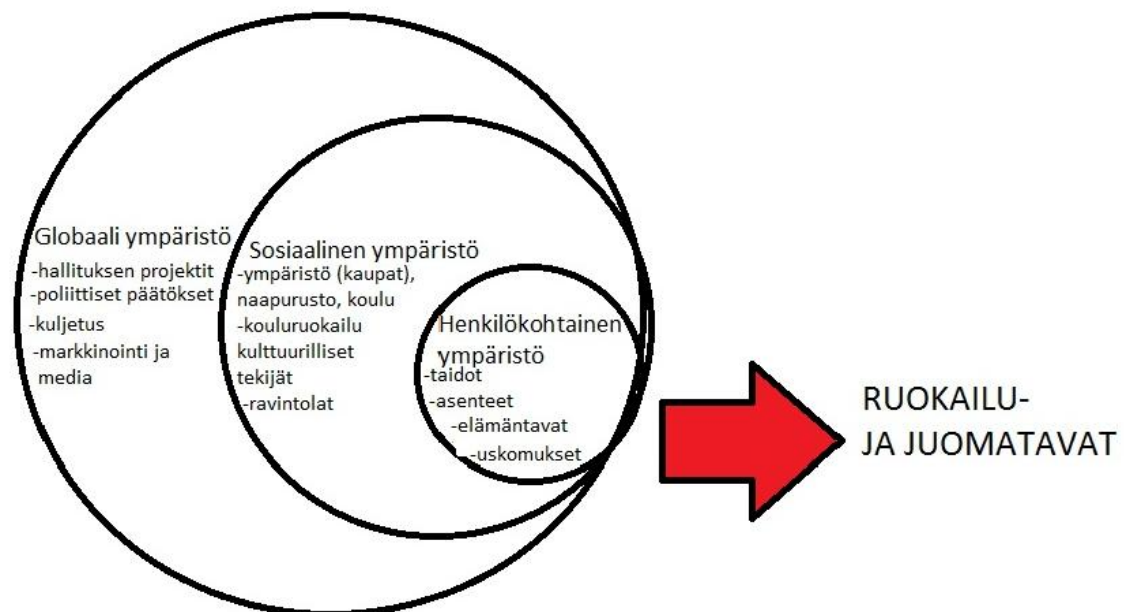 Globaali ympäristö
-hallituksen projektit
-poliittiset päätökset
-kuljetus
-markkinointi ja
media
Sosiaalinen ympäristö
-ympäristö (kaupat),
naapurusto, koulu
-kouluruokailu
kulttuurilliset
tekijät
-ravintolat
Henkilökohtainen
ympäristö
-taidot
-asenteet
-elämäntavat
-uskomukset
RUOKAILU-
JA JUOMATAVAT